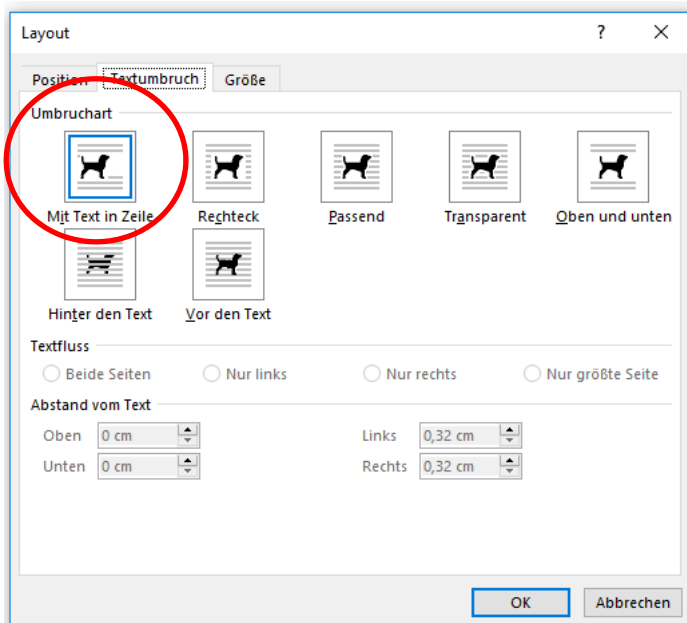 Layout ?
Position Textumbruch Größe
Umbruchart
Mit Text in Zeile Rechteck Passend Transparent Oben und unten
Hinter den Text Vor den Text
Textfluss
Beide Seiten Nur links Nur rechts Nur größte Seite
Abstand vom Text
Oben 0 cm Links 0,32 cm
Unten 0 cm Rechts 0,32 cm
OK Abbrechen